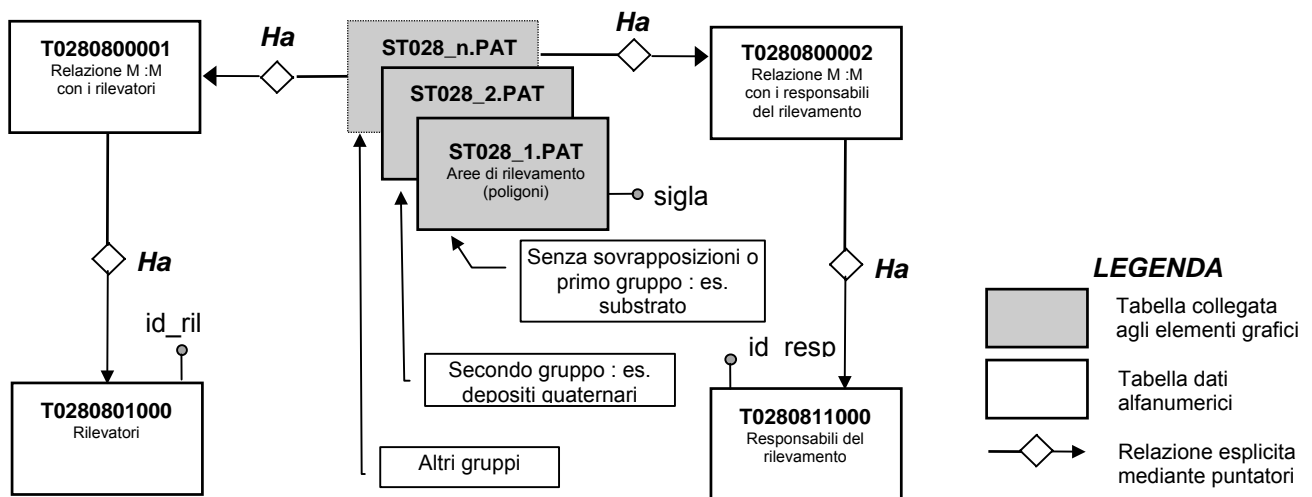 T0280800001
Relazione M :M
con i rilevatori
Ha
ST028_n.PAT
ST028_2.PAT
ST028_1.PAT
Aree di rilevamento
(poligoni)
sigla
Ha
T0280800002
Relazione M :M
con i responsabili
del rilevamento
Ha
Ha
Senza sovrapposizioni o
primo gruppo : es.
substrato
Secondo gruppo : es.
depositi quaternari
Altri gruppi
id_ril
T0280801000
Rilevatori
id_resp
T0280811000
Responsabili del
rilevamento
LEGENDA
Tabella collegata
agli elementi grafici
Tabella dati
alfanumerici
Relazione esplicita
mediante puntatori